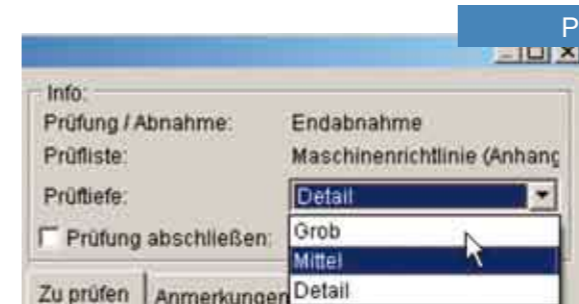 P
Info:
Prüfung / Abnahme: Endabnahme
Prüfliste: Maschinenrichtlinie (Anhang
Prüftiefe: Detail
Prüfung abschließen: Grob
Mittel
Zu prüfen Anmerkungen Detail